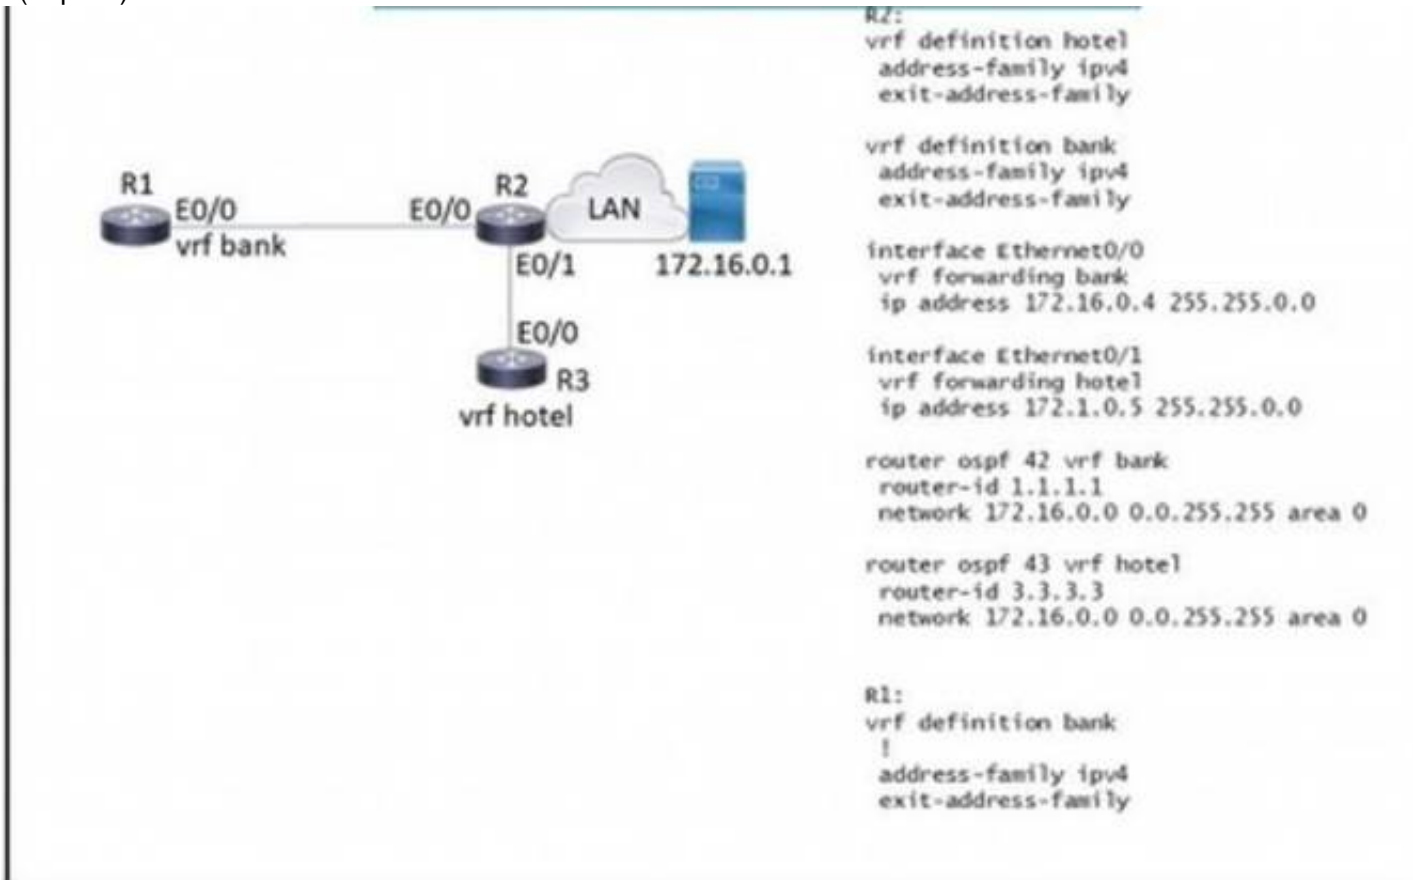 R1
E0/0
vrf bank
E0/0
R2
LAN
E0/1
172.16.0.1
E0/0
R3
vrf hotel
R2:
vrf definition hotel
address-family ipv4
exit-address-family
vrf definition bank
address-family ipv4
exit-address-family
interface Ethernet0/0
vrf forwarding bank
ip address 172.16.0.4 255.255.0.0
interface Ethernet0/1
vrf forwarding hotel
ip address 172.1.0.5 255.255.0.0
router ospf 42 vrf bank
router-id 1.1.1.1
network 172.16.0.0 0.0.255.255 area 0
router ospf 43 vrf hotel
router-id 3.3.3.3
network 172.16.0.0 0.0.255.255 area 0
R1:
vrf definition bank
!
address-family ipv4
exit-address-family